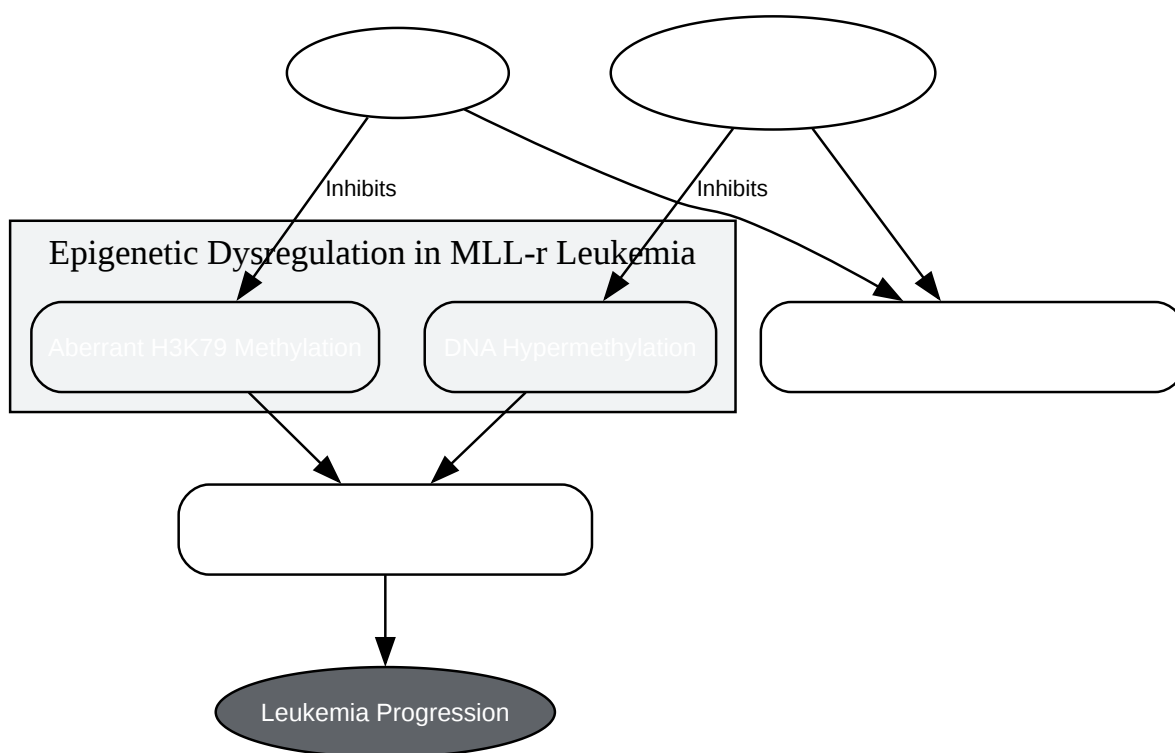 Inhibits
Inhibits
Epigenetic Dysregulation in MLL-r Leukemia
Aberrant H3K79 Methylation
DNA Hypermethylation
Leukemia Progression